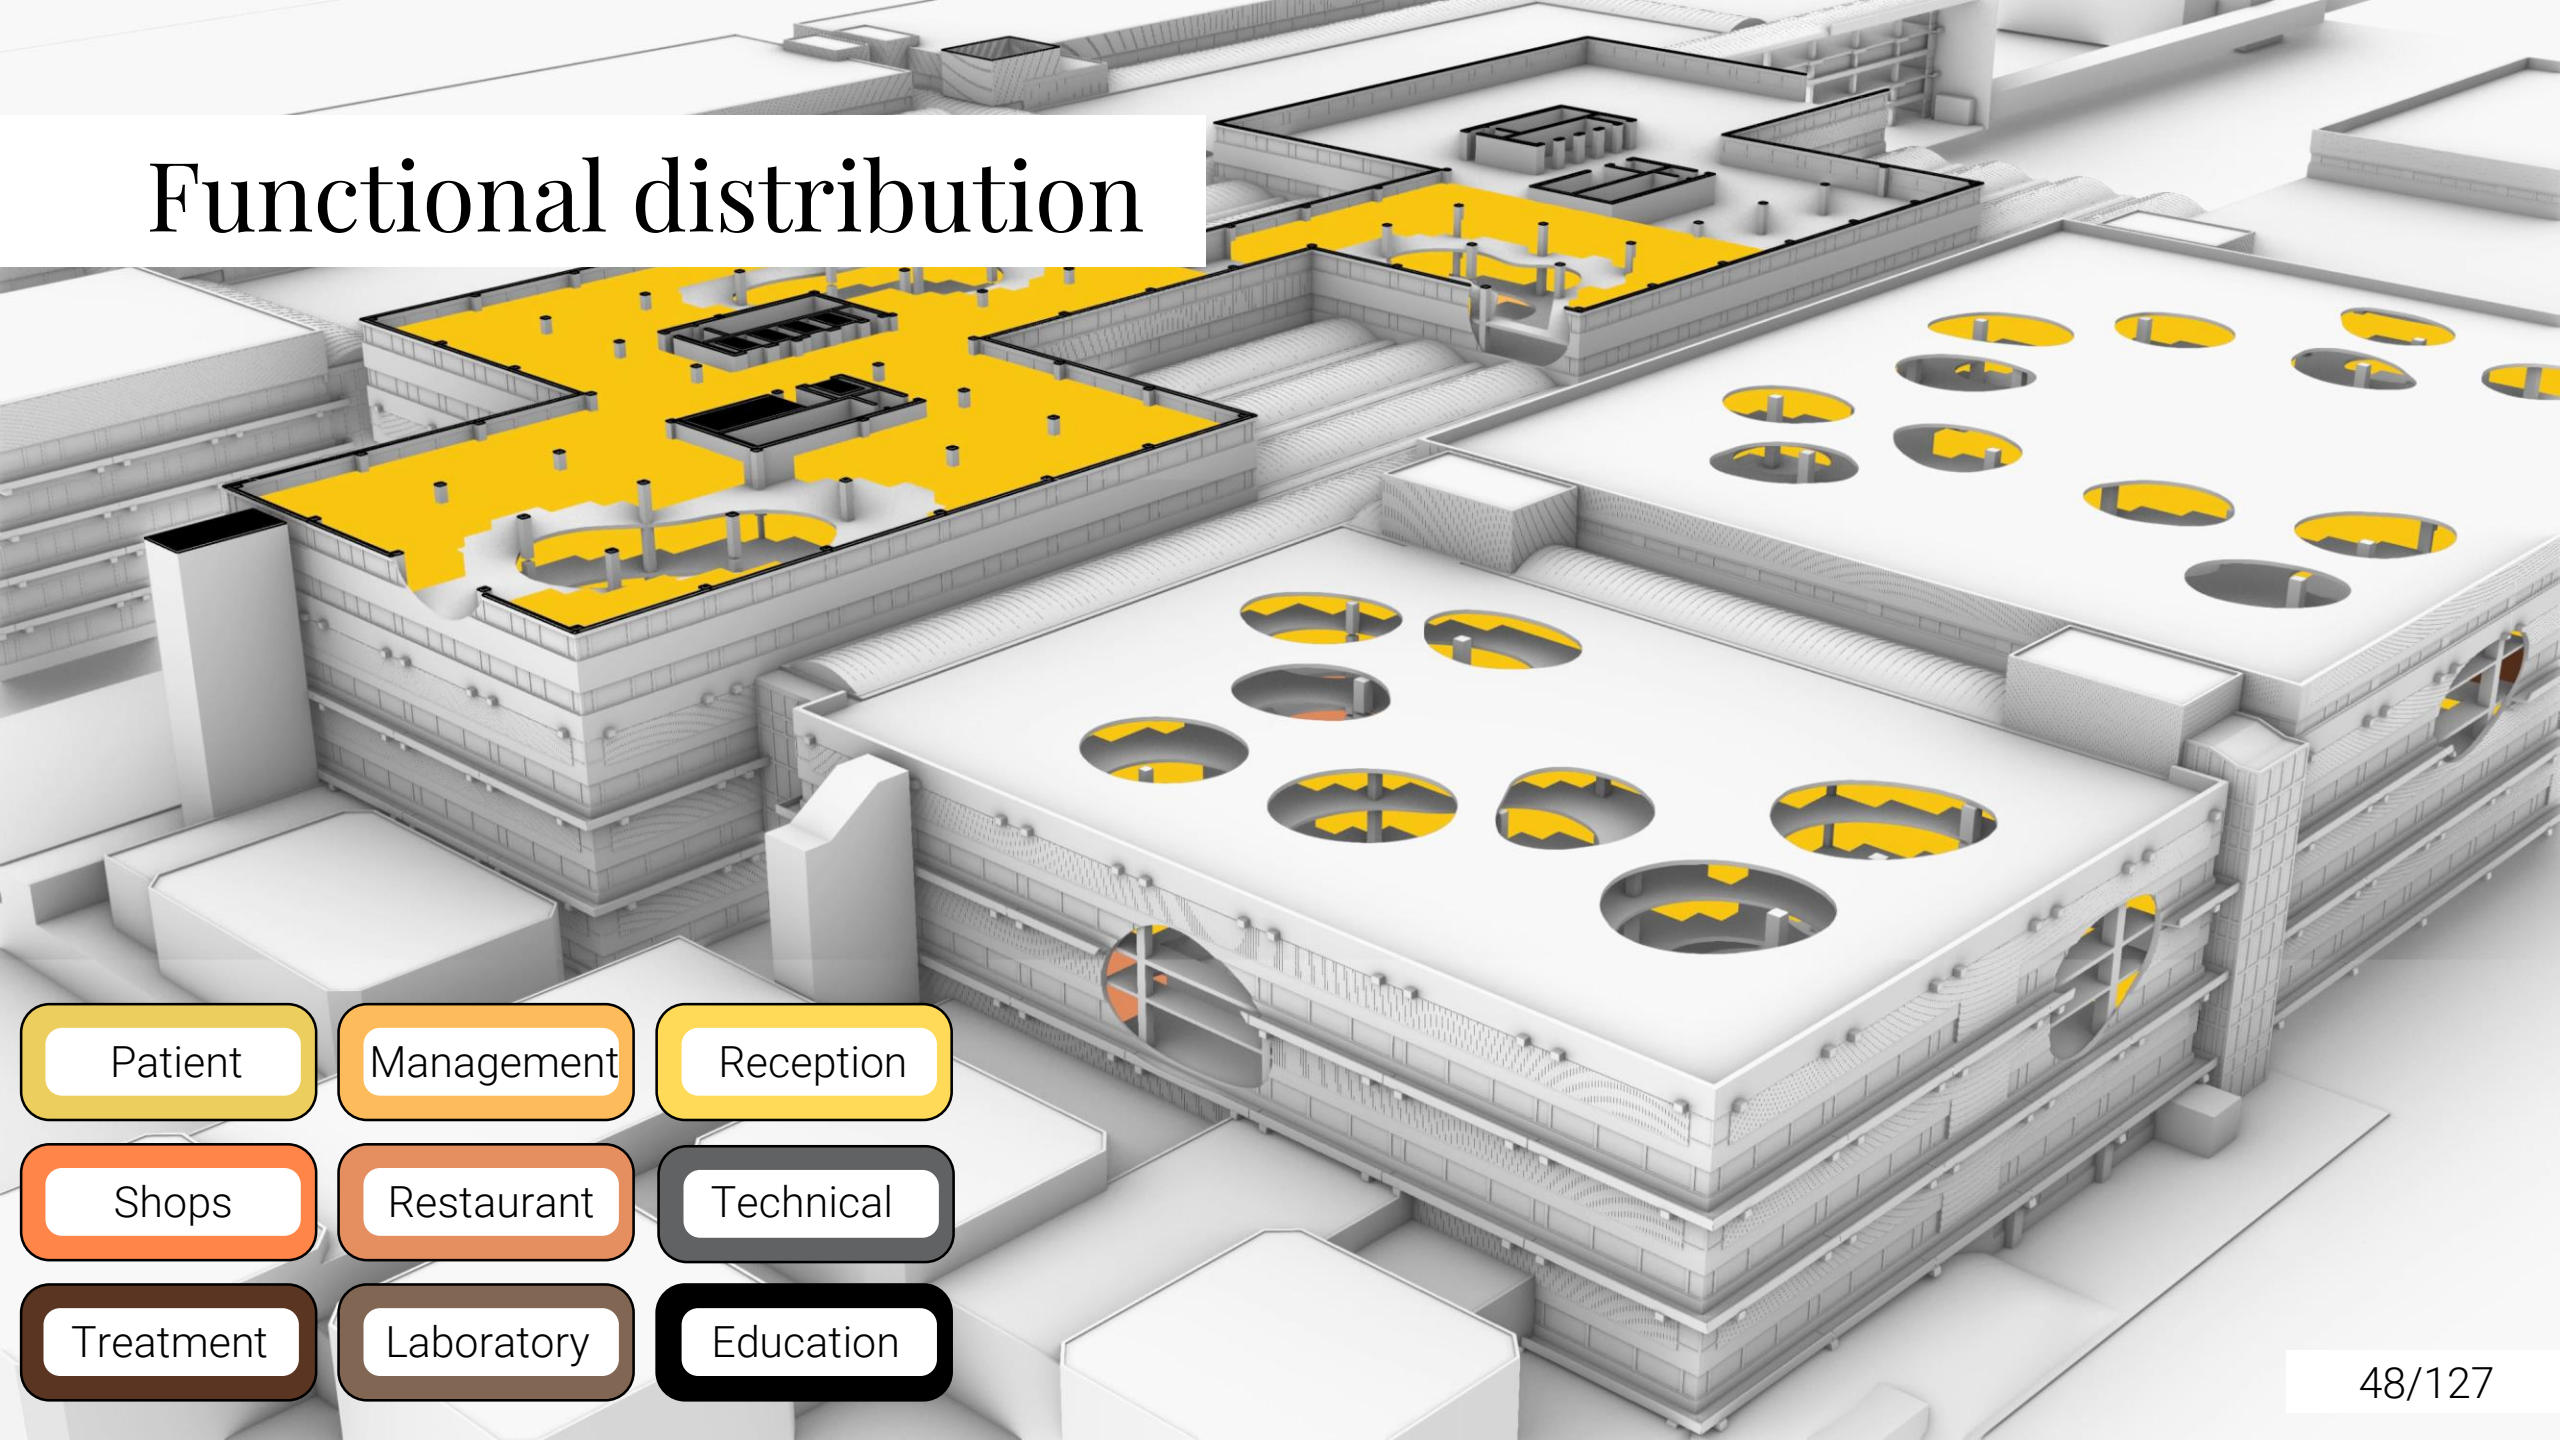 Functional distribution
Patient
Management
Reception
Shops
Restaurant
Technical
Treatment
Laboratory
Education
48/127